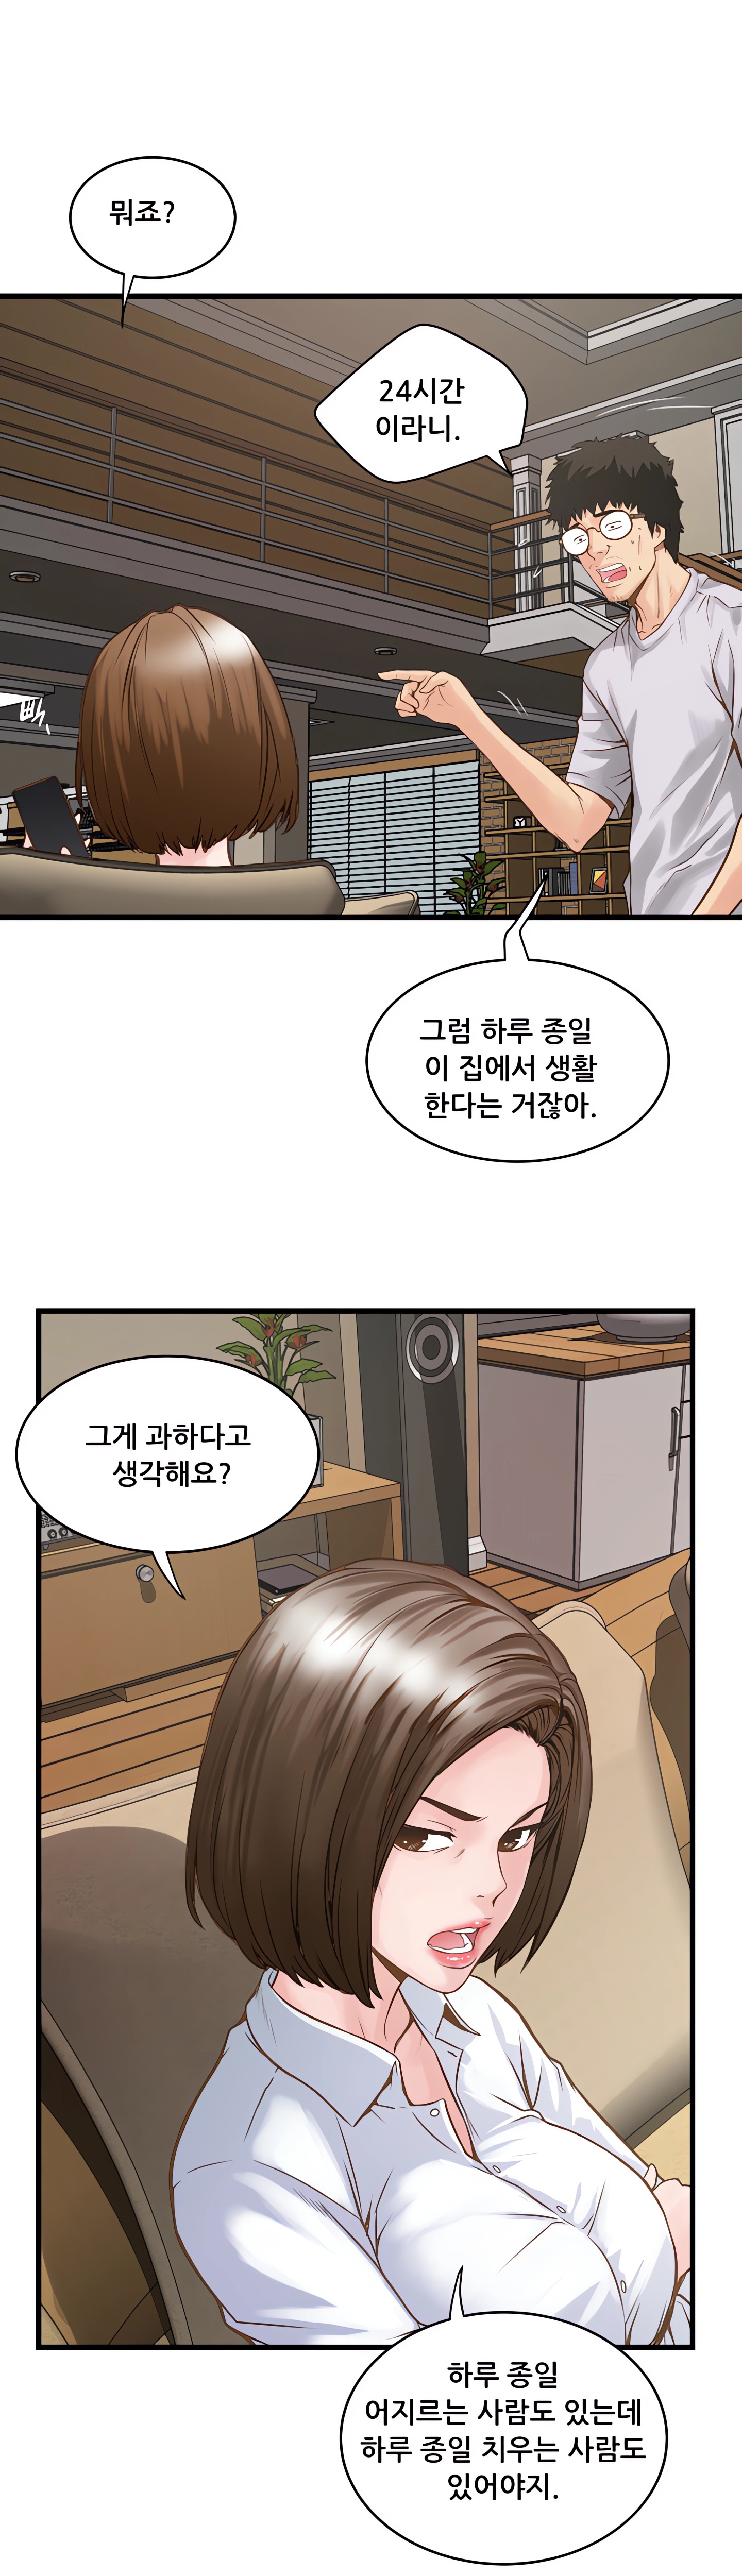 뭐죠?
24시간
이라니.
빡
그럼 하루 종일
이 집에서 생활
한다는 거잖아.
그게 과하다고
생각해요?
하루 종일
어지르는 사람도 있는데
하루 종일 치우는 사람도
있어야지.